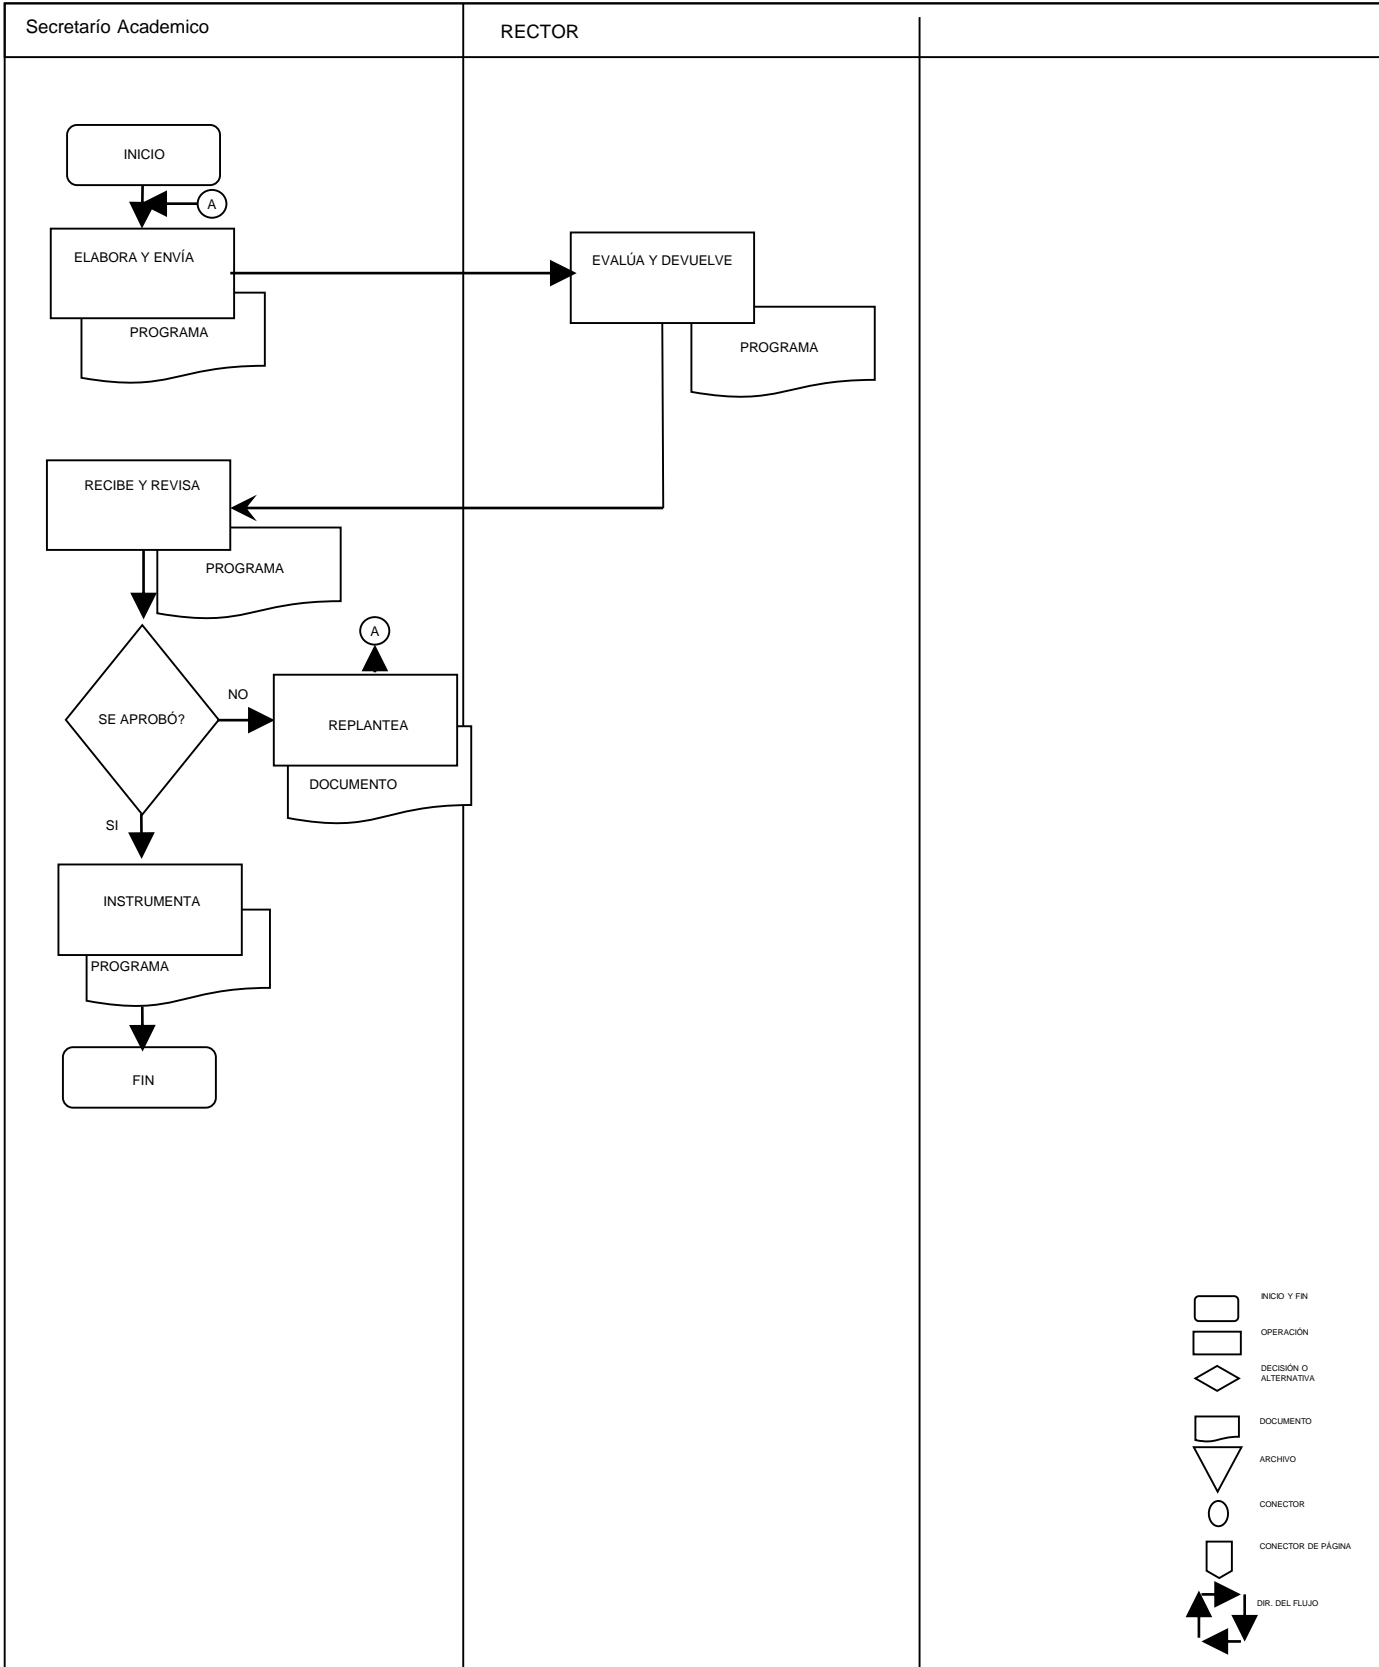 Secretarío Academico
RECTOR
INICIO
A
ELABORA Y ENVÍA
PROGRAMA
EVALÚA Y DEVUELVE
PROGRAMA
RECIBE Y REVISA
PROGRAMA
A
SE APROBÓ?
NO
REPLANTEA
DOCUMENTO
SI
INSTRUMENTA
PROGRAMA
FIN
INICIO Y FIN
OPERACIÓN
DECISIÓN O
ALTERNATIVA
DOCUMENTO
ARCHIVO
CONECTOR
CONECTOR DE PÁGINA
DIR. DEL FLUJO